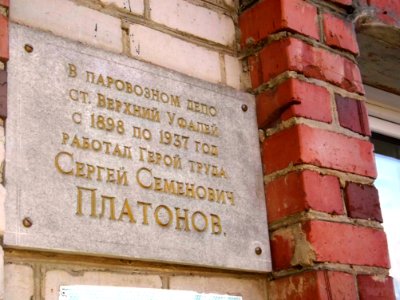 В ПАРОВОЗНОМ ДЕПО
СТ. ВЕРХНИЙ УФАЛЕЙ
С 1898 ПО 1937 ГОД
РАБОТАЛ ГЕРОЙ ТРУДА
СЕРГЕЙ СЕМЕНОВИЧ
ПЛАТОНОВ.